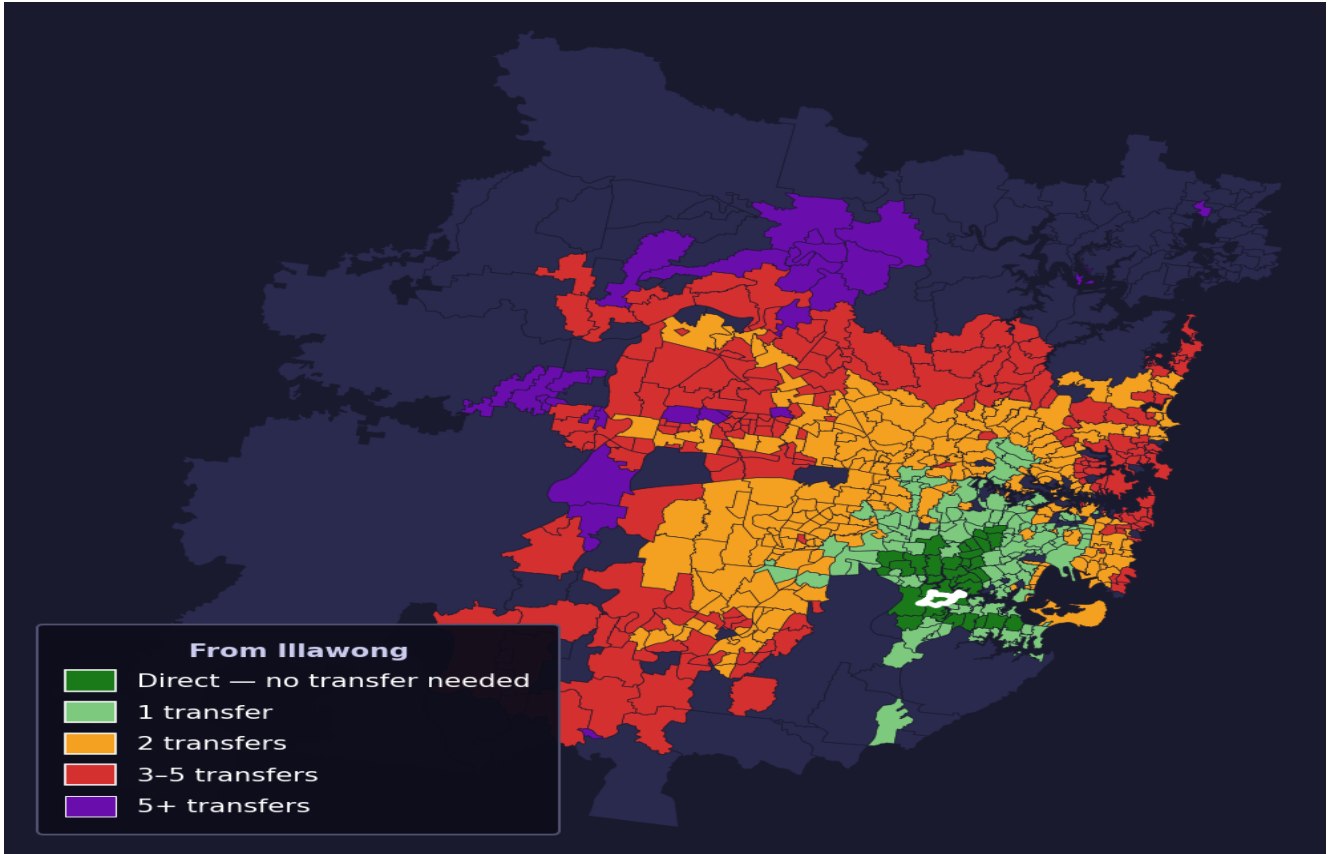 From Illawong
Direct — no transfer needed
1 transfer
2 transfers
3–5 transfers
5+ transfers